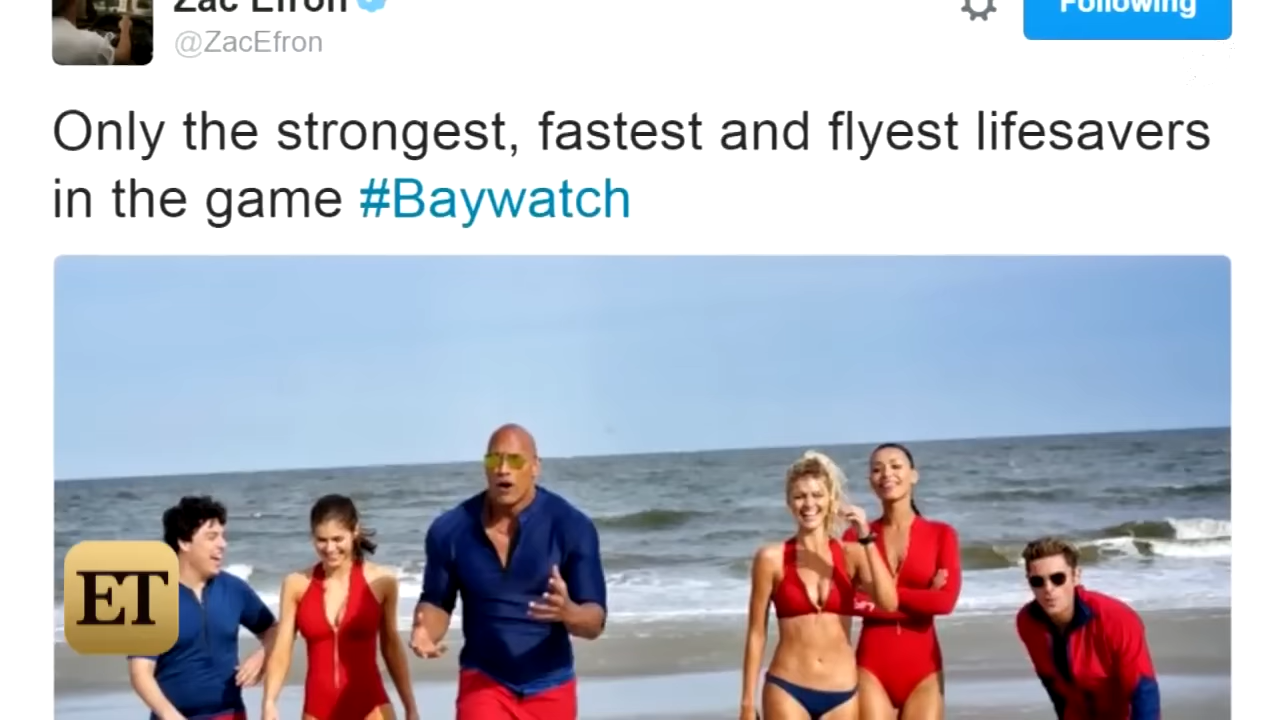 Zac Efron
Following
@ZacEfron
Only the strongest, fastest and flyest lifesavers
in the game #Baywatch
ET